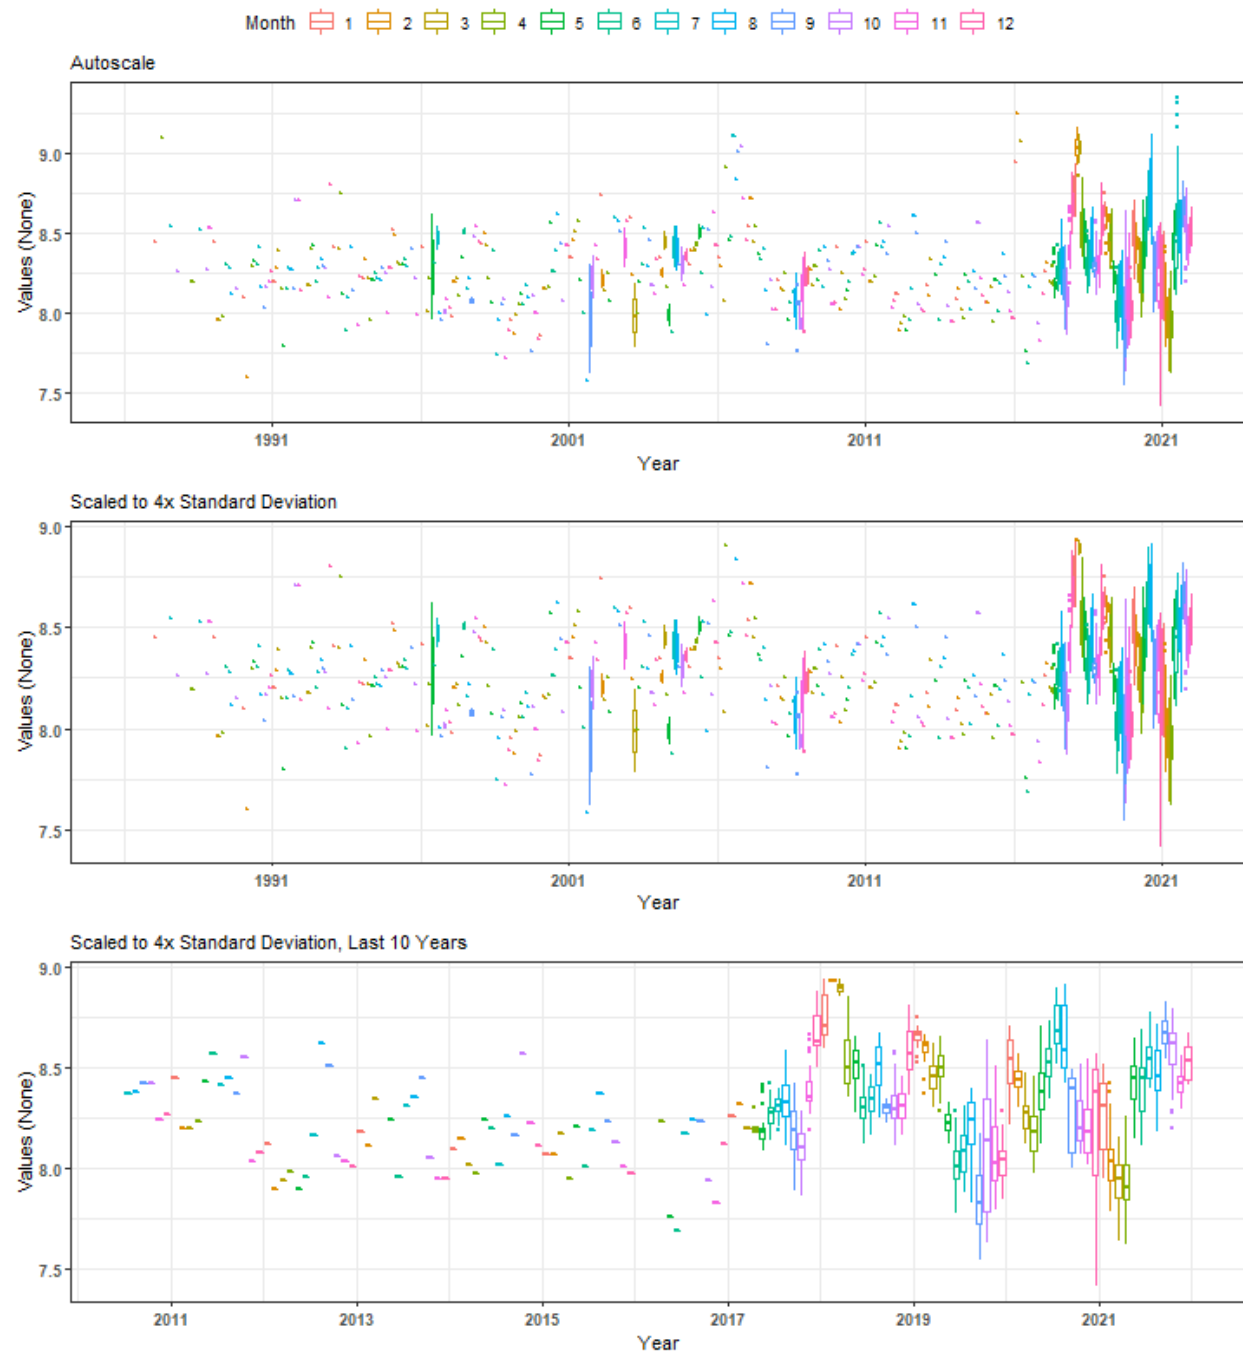 Month 1 2 3 4 5 6 7 8 9 10 11 12
Autoscale
Values (None)
9.0
8.5
8.0
7.5
1991 2001 2011 2021
Year
Scaled to 4x Standard Deviation
Values (None)
9.0
8.5
8.0
7.5
1991 2001 2011 2021
Year
Scaled to 4x Standard Deviation, Last 10 Years
Values (None)
9.0
8.5
8.0
7.5
2011 2013 2015 2017 2019 2021
Year